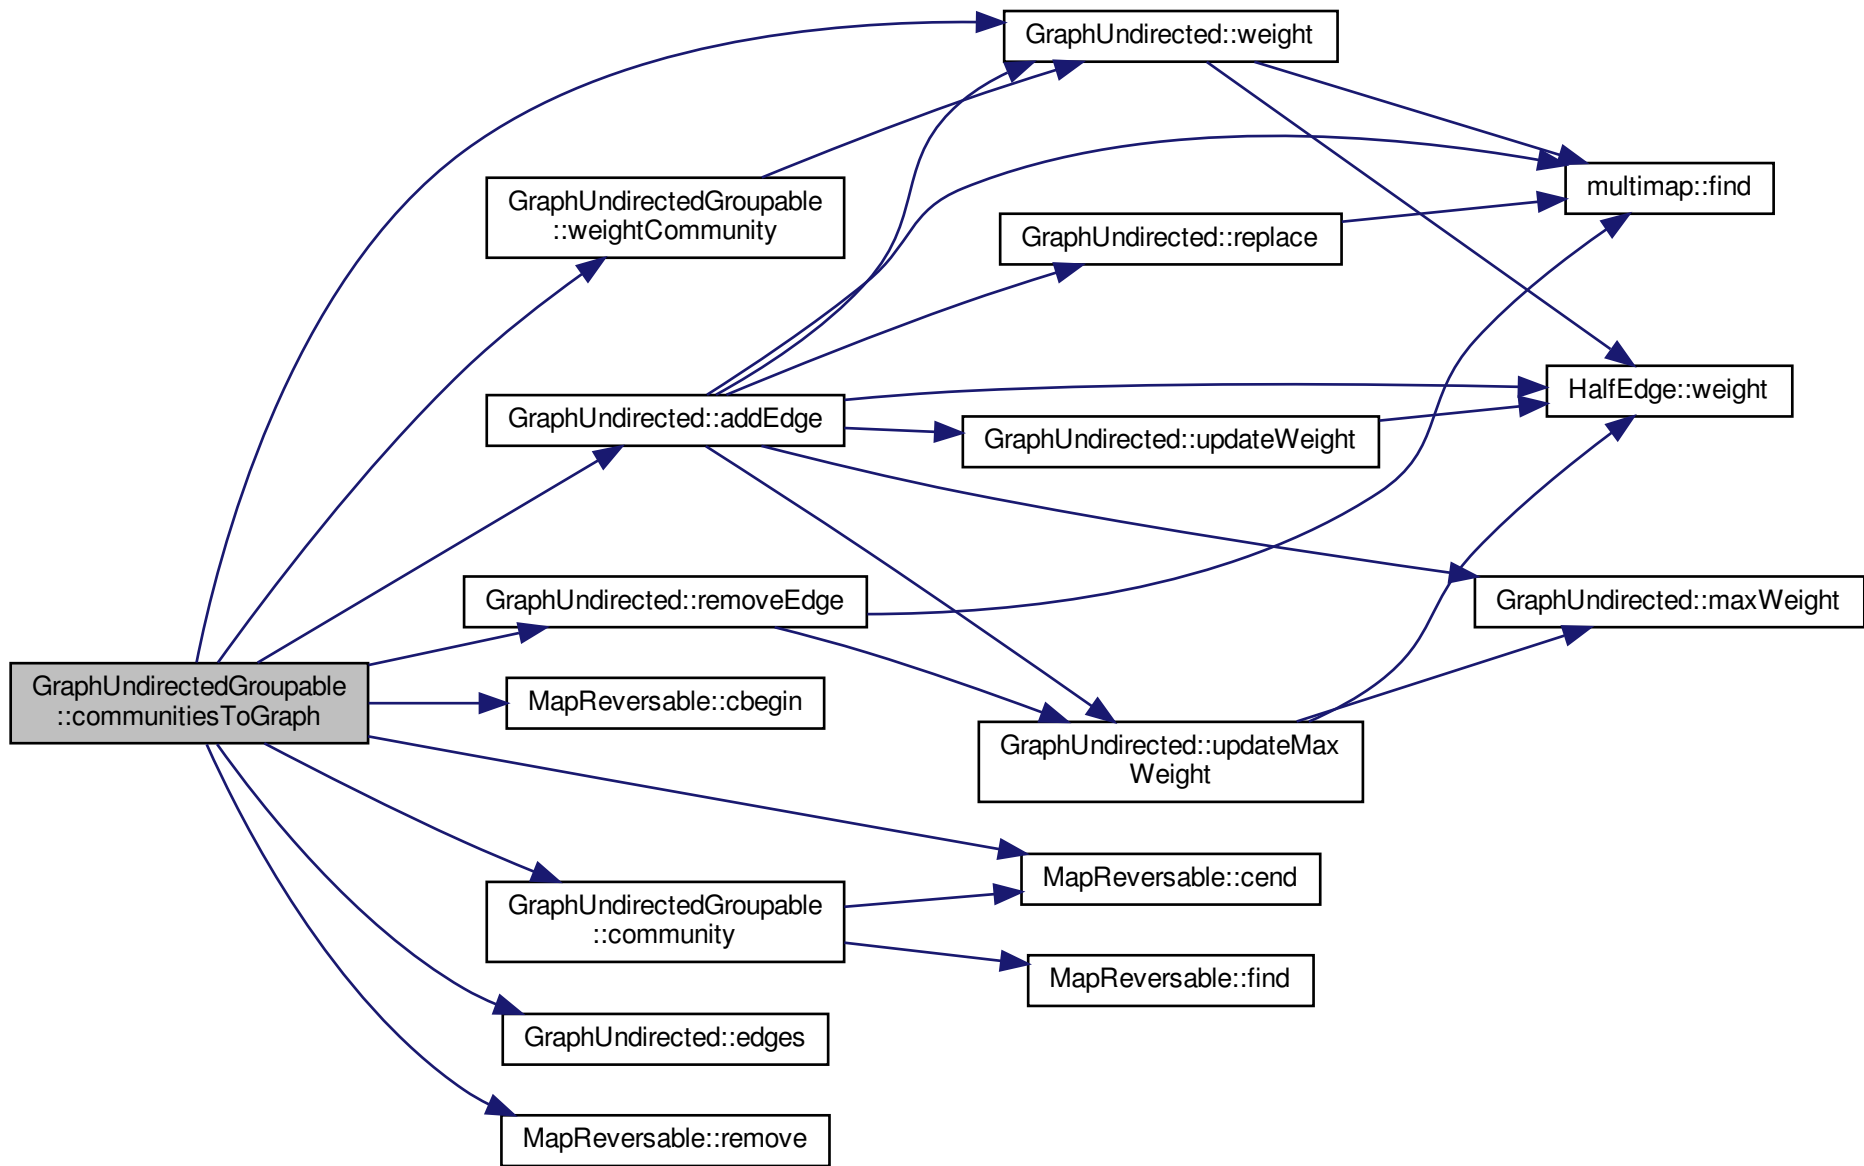 GraphUndirected::weight
multimap::find
GraphUndirectedGroupable
::weightCommunity
GraphUndirected::replace
HalfEdge::weight
GraphUndirected::addEdge
GraphUndirected::updateWeight
GraphUndirected::removeEdge
GraphUndirected::maxWeight
GraphUndirectedGroupable
::communitiesToGraph
MapReversable::cbegin
GraphUndirected::updateMax
Weight
MapReversable::cend
GraphUndirectedGroupable
::community
MapReversable::find
GraphUndirected::edges
MapReversable::remove